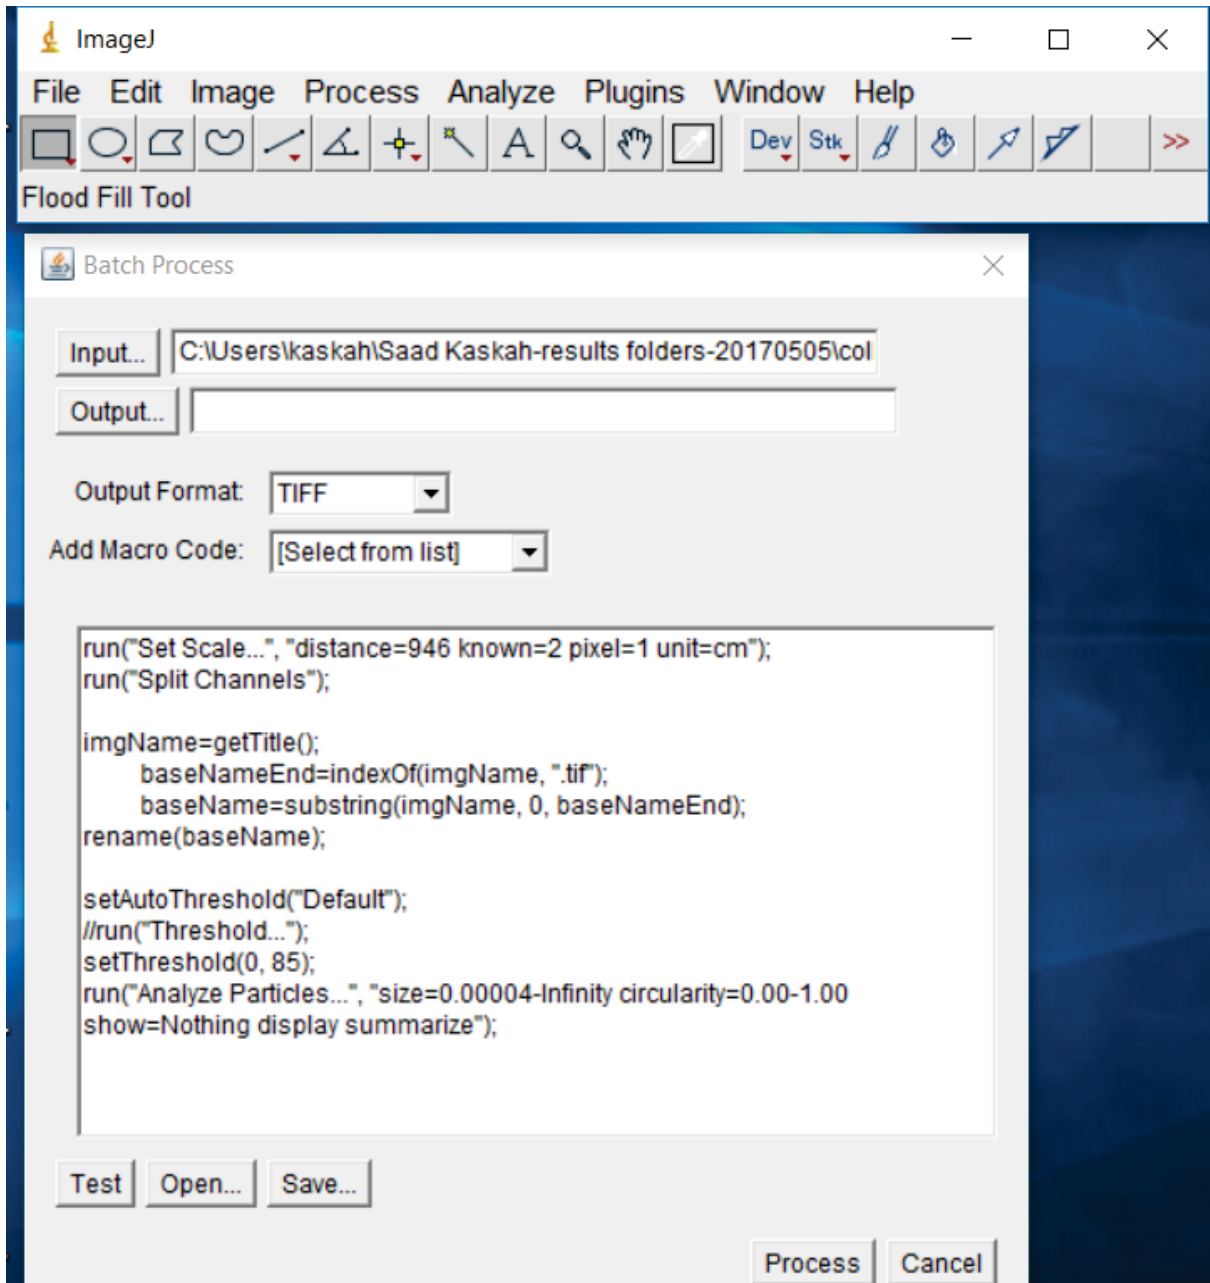 ImageJ
File Edit Image Process Analyze Plugins Window Help
A Dev Stk >>
Flood Fill Tool
Batch Process
Input... C:\Users\kaskah\Saad Kaskah-results folders-20170505\col
Output...
Output Format: TIFF
Add Macro Code: [Select from list]
run("Set Scale...", "distance=946 known=2 pixel=1 unit=cm");
run("Split Channels");
imgName=getTitle();
baseNameEnd=indexOf(imgName, ".tif");
baseName=substring(imgName, 0, baseNameEnd);
rename(baseName);
setAutoThreshold("Default");
//run("Threshold...");
setThreshold(0, 85);
run("Analyze Particles...", "size=0.00004-Infinity circularity=0.00-1.00
show=Nothing display summarize");
Test Open... Save...
Process Cancel